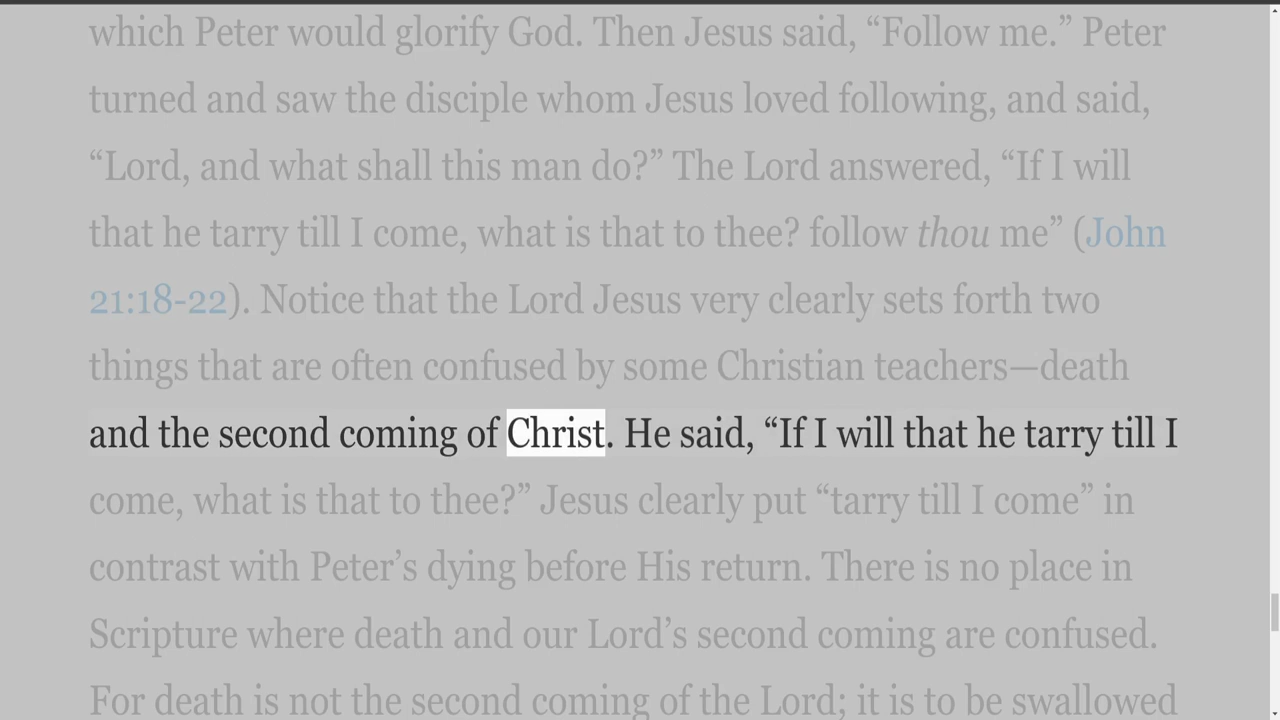 which Peter would glorify God. Then Jesus said, “Follow me.” Peter
turned and saw the disciple whom Jesus loved following, and said,
“Lord, and what shall this man do?” The Lord answered, “If I will
that he tarry till I come, what is that to thee? follow thou me” (John
21:18-22). Notice that the Lord Jesus very clearly sets forth two
things that are often confused by some Christian teachers—death
and the second coming of Christ. He said, “If I will that he tarry till I
come, what is that to thee?” Jesus clearly put “tarry till I come” in
contrast with Peter’s dying before His return. There is no place in
Scripture where death and our Lord’s second coming are confused.
For death is not the second coming of the Lord; it is to be swallowed